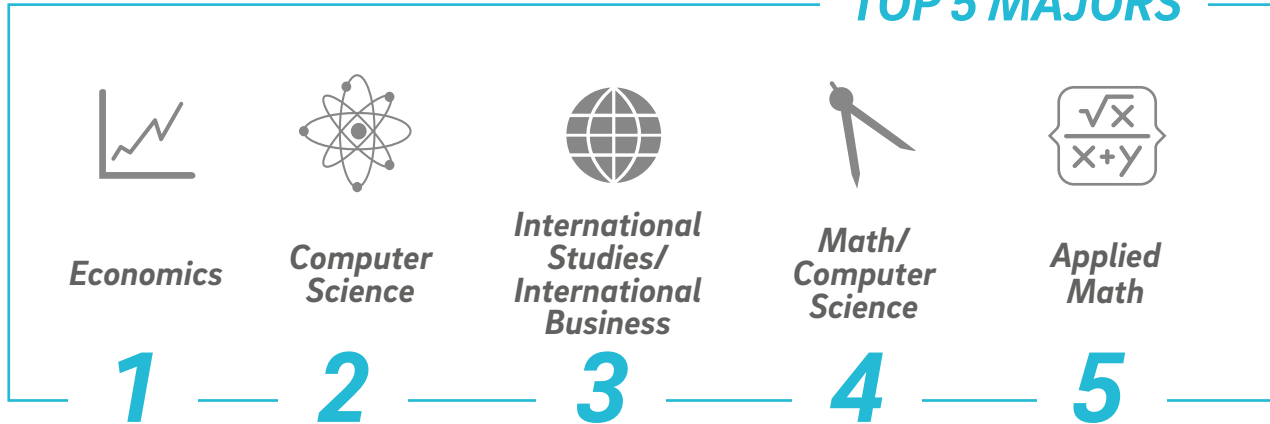 TOP 5 MAJORS
√x
x+y
Economics
Computer
Science
International
Studies/
International
Business
Math/
Computer
Science
Applied
Math
1
2
3
4
5